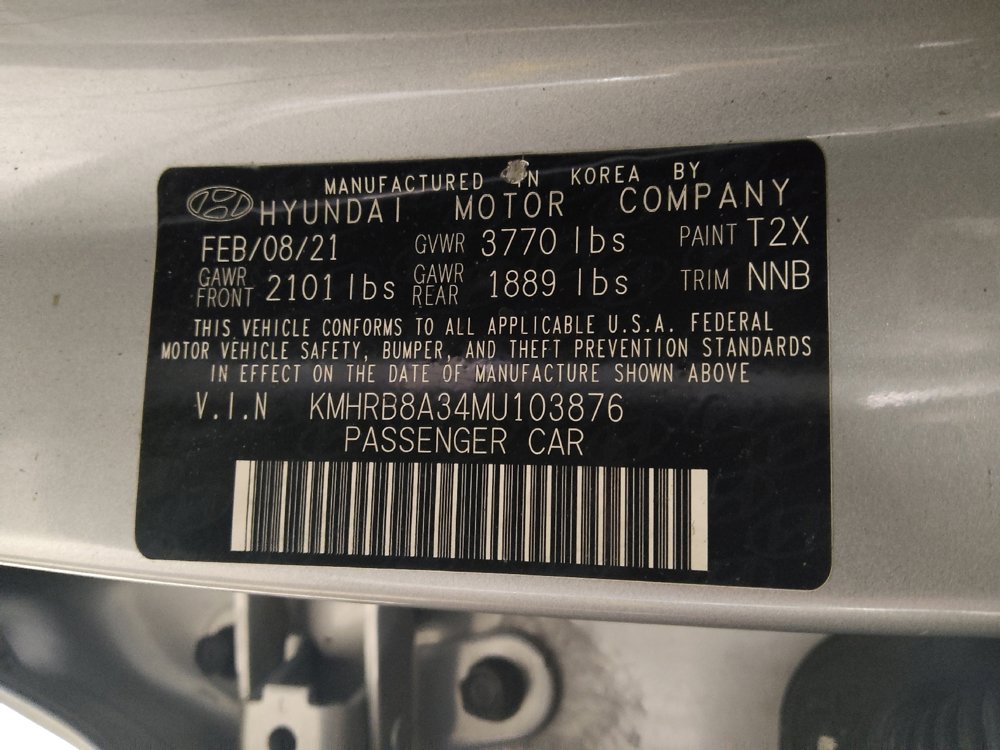 MANUFACTURED IN KOREA BY
HYUNDAI MOTOR COMPANY
FEB/08/21 GVWR 3770 lbs PAINT T2X
GAWR FRONT 2101 lbs GAWR REAR 1889 lbs TRIM NNB
THIS VEHICLE CONFORMS TO ALL APPLICABLE U.S.A. FEDERAL
MOTOR VEHICLE SAFETY, BUMPER, AND THEFT PREVENTION STANDARDS
IN EFFECT ON THE DATE OF MANUFACTURE SHOWN ABOVE
V.I.N KMHRB8A34MU103876
PASSENGER CAR